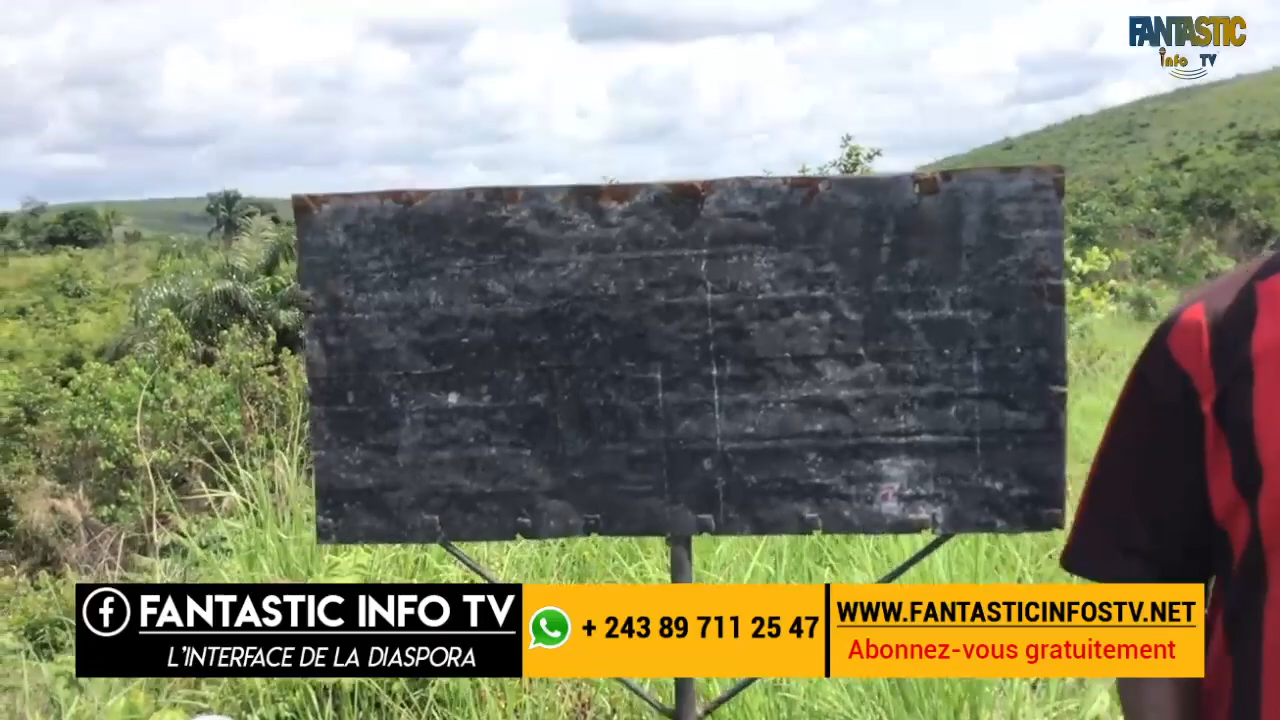 FANTASTIC
Info TV
FANTASTIC INFO TV
L'INTERFACE DE LA DIASPORA
+ 243 89 711 25 47
WWW.FANTASTICINFOSTV.NET
Abonnez-vous gratuitement